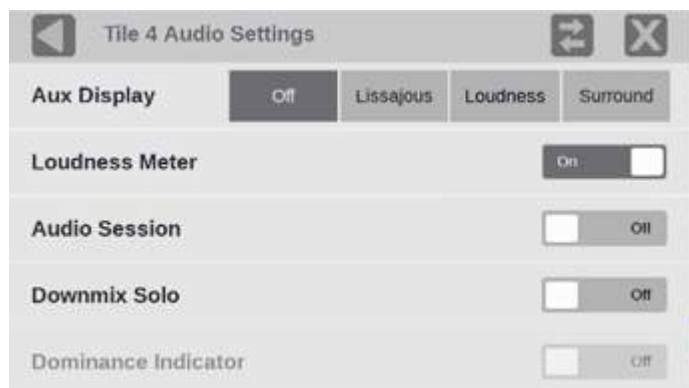 Tile 4 Audio Settings
Aux Display Off Lissajous Loudness Surround
Loudness Meter On
Audio Session Off
Downmix Solo Off
Dominance Indicator Off